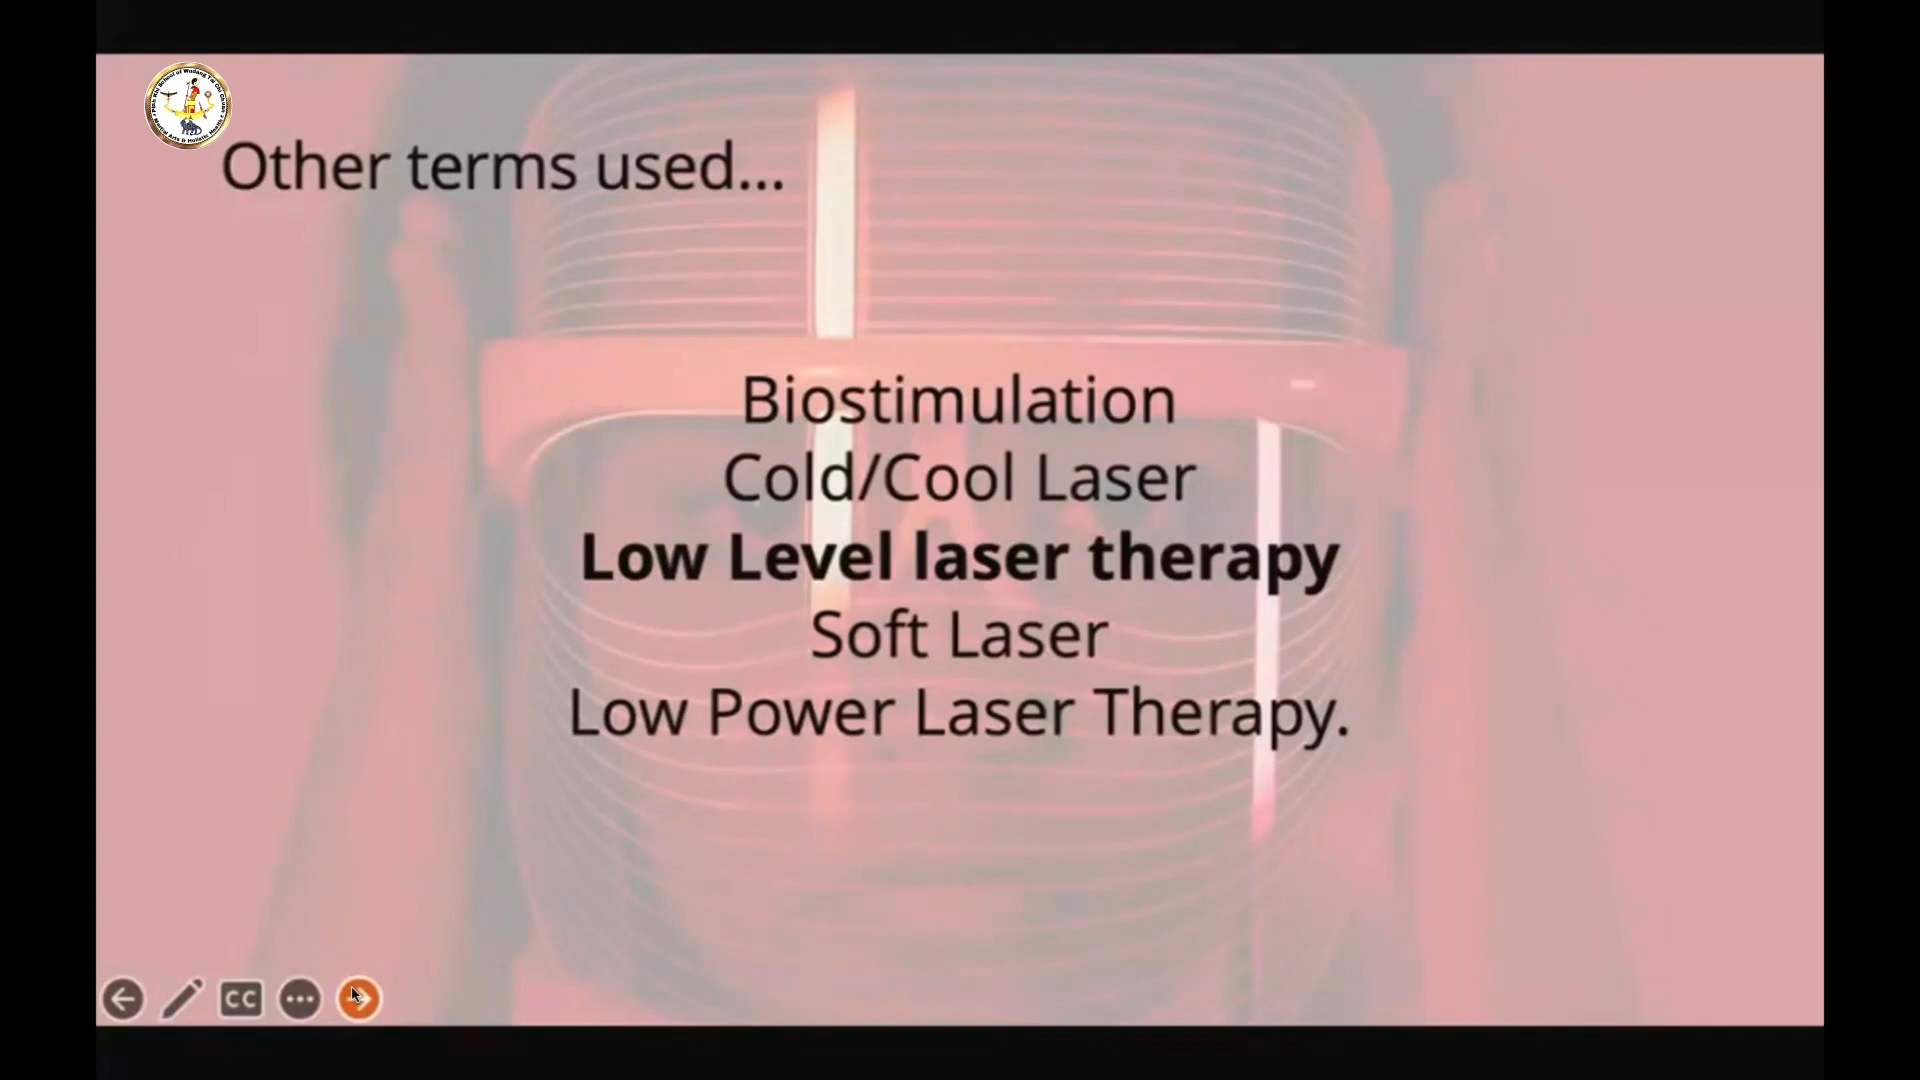 Other terms used...
Biostimulation
Cold/Cool Laser
Low Level laser therapy
Soft Laser
Low Power Laser Therapy.
CC